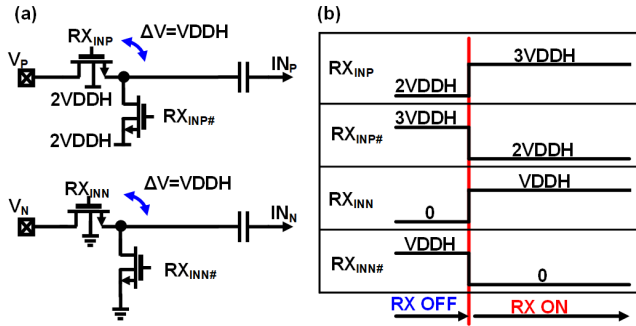 (a)
RX_INP
ΔV=VDDH
V_P
IN_P
2VDDH
RX_INP#
2VDDH
RX_INN
ΔV=VDDH
V_N
IN_N
RX_INN#
(b)
RX_INP
2VDDH
3VDDH
RX_INP#
3VDDH
2VDDH
RX_INN
0
VDDH
RX_INN#
VDDH
0
RX OFF
RX ON